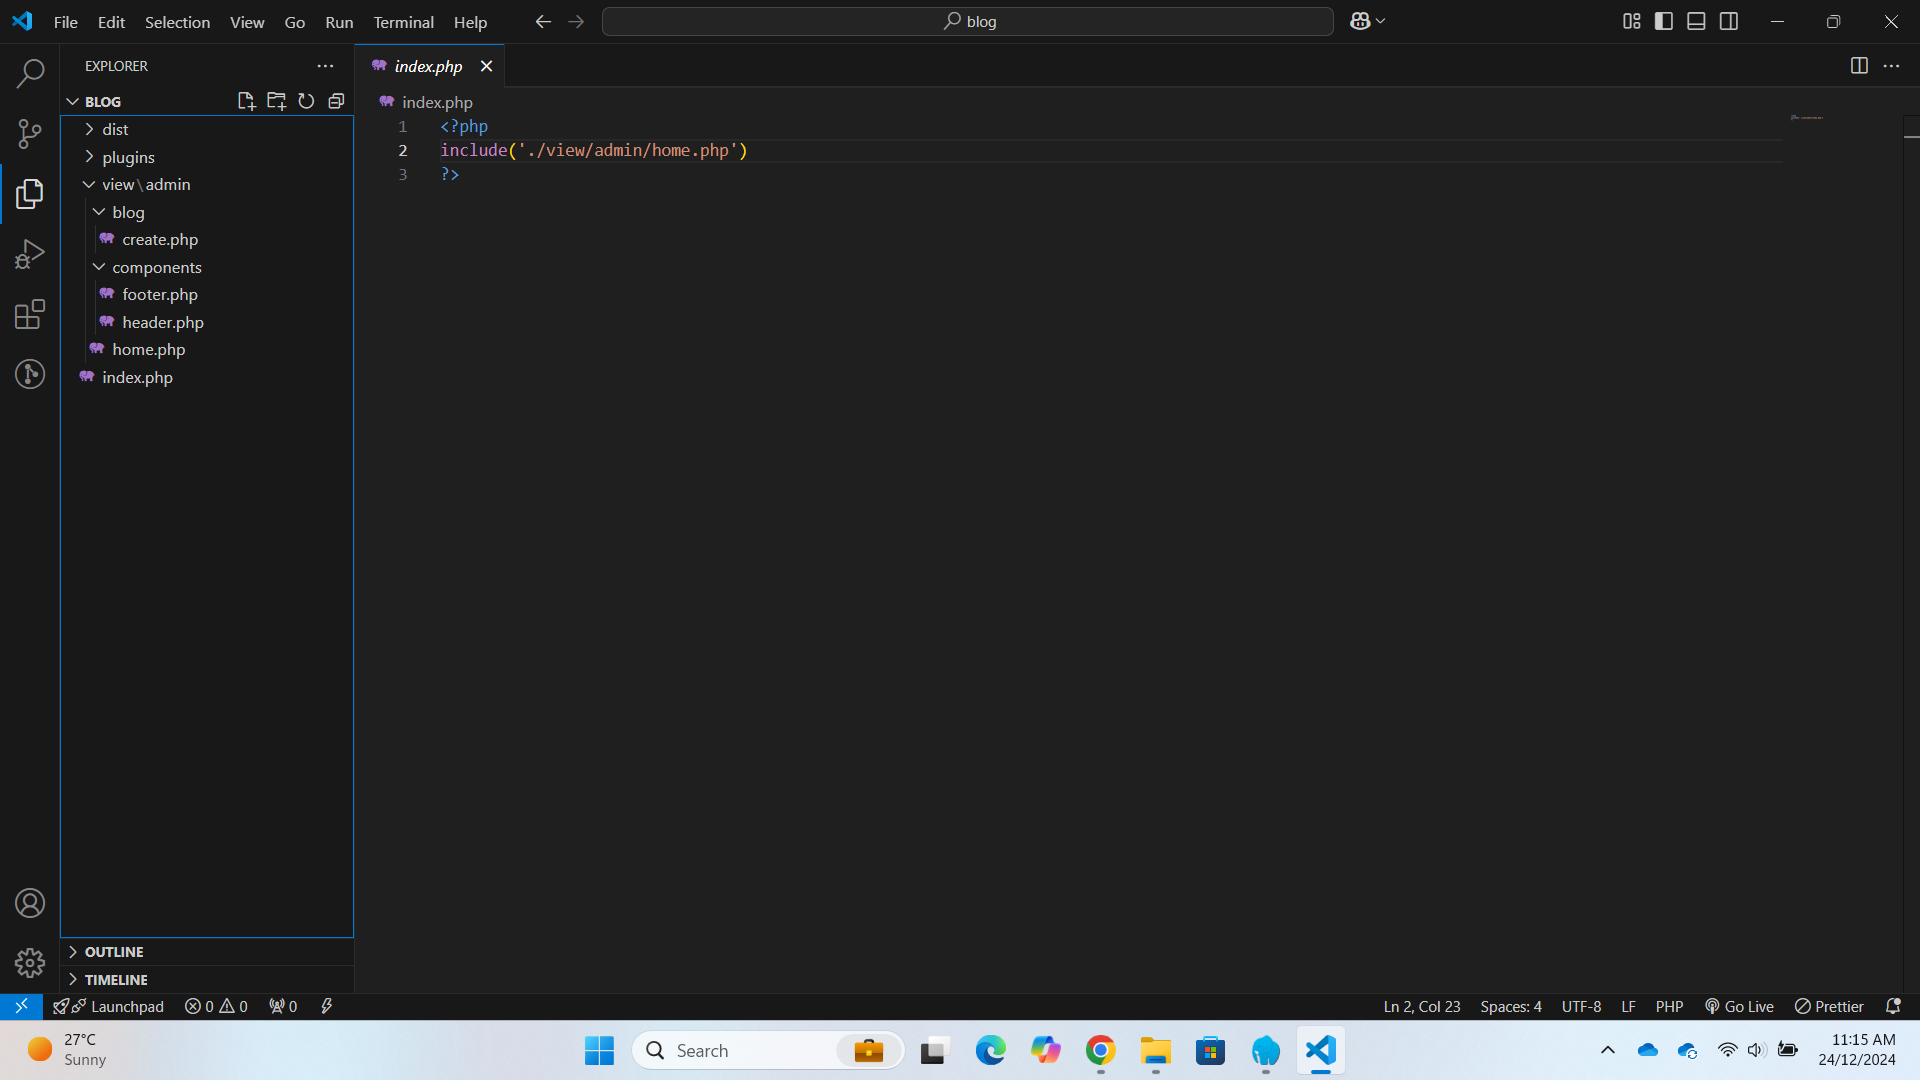 File Edit Selection View Go Run Terminal Help
blog
EXPLORER
index.php
BLOG
index.php
dist
plugins
view\admin
blog
create.php
components
footer.php
header.php
home.php
index.php
1 <?php
2 include('./view/admin/home.php')
3 ?>
OUTLINE
TIMELINE
Launchpad 0 0 0
Ln 2, Col 23 Spaces: 4 UTF-8 LF PHP Go Live Prettier
27°C
Sunny
Search
11:15 AM
24/12/2024